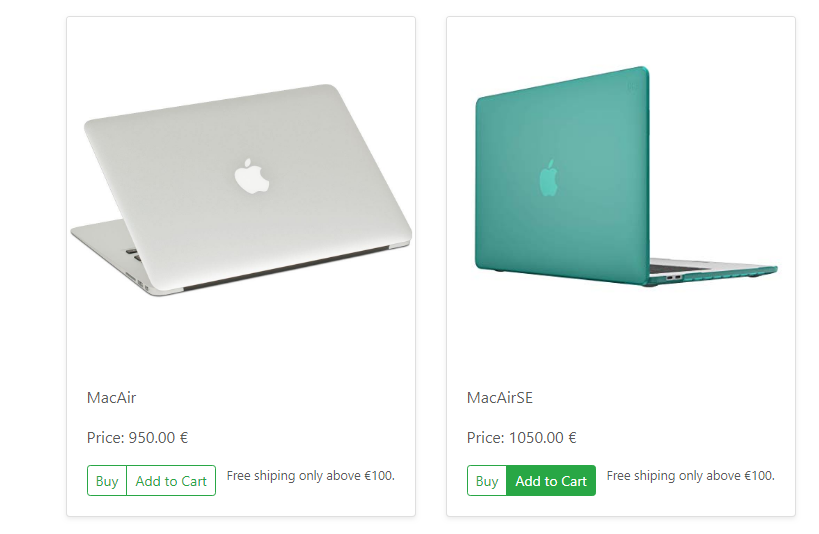 MacAir
Price: 950.00 €
Buy Add to Cart Free shiping only above €100.
MacAirSE
Price: 1050.00 €
Buy Add to Cart Free shiping only above €100.